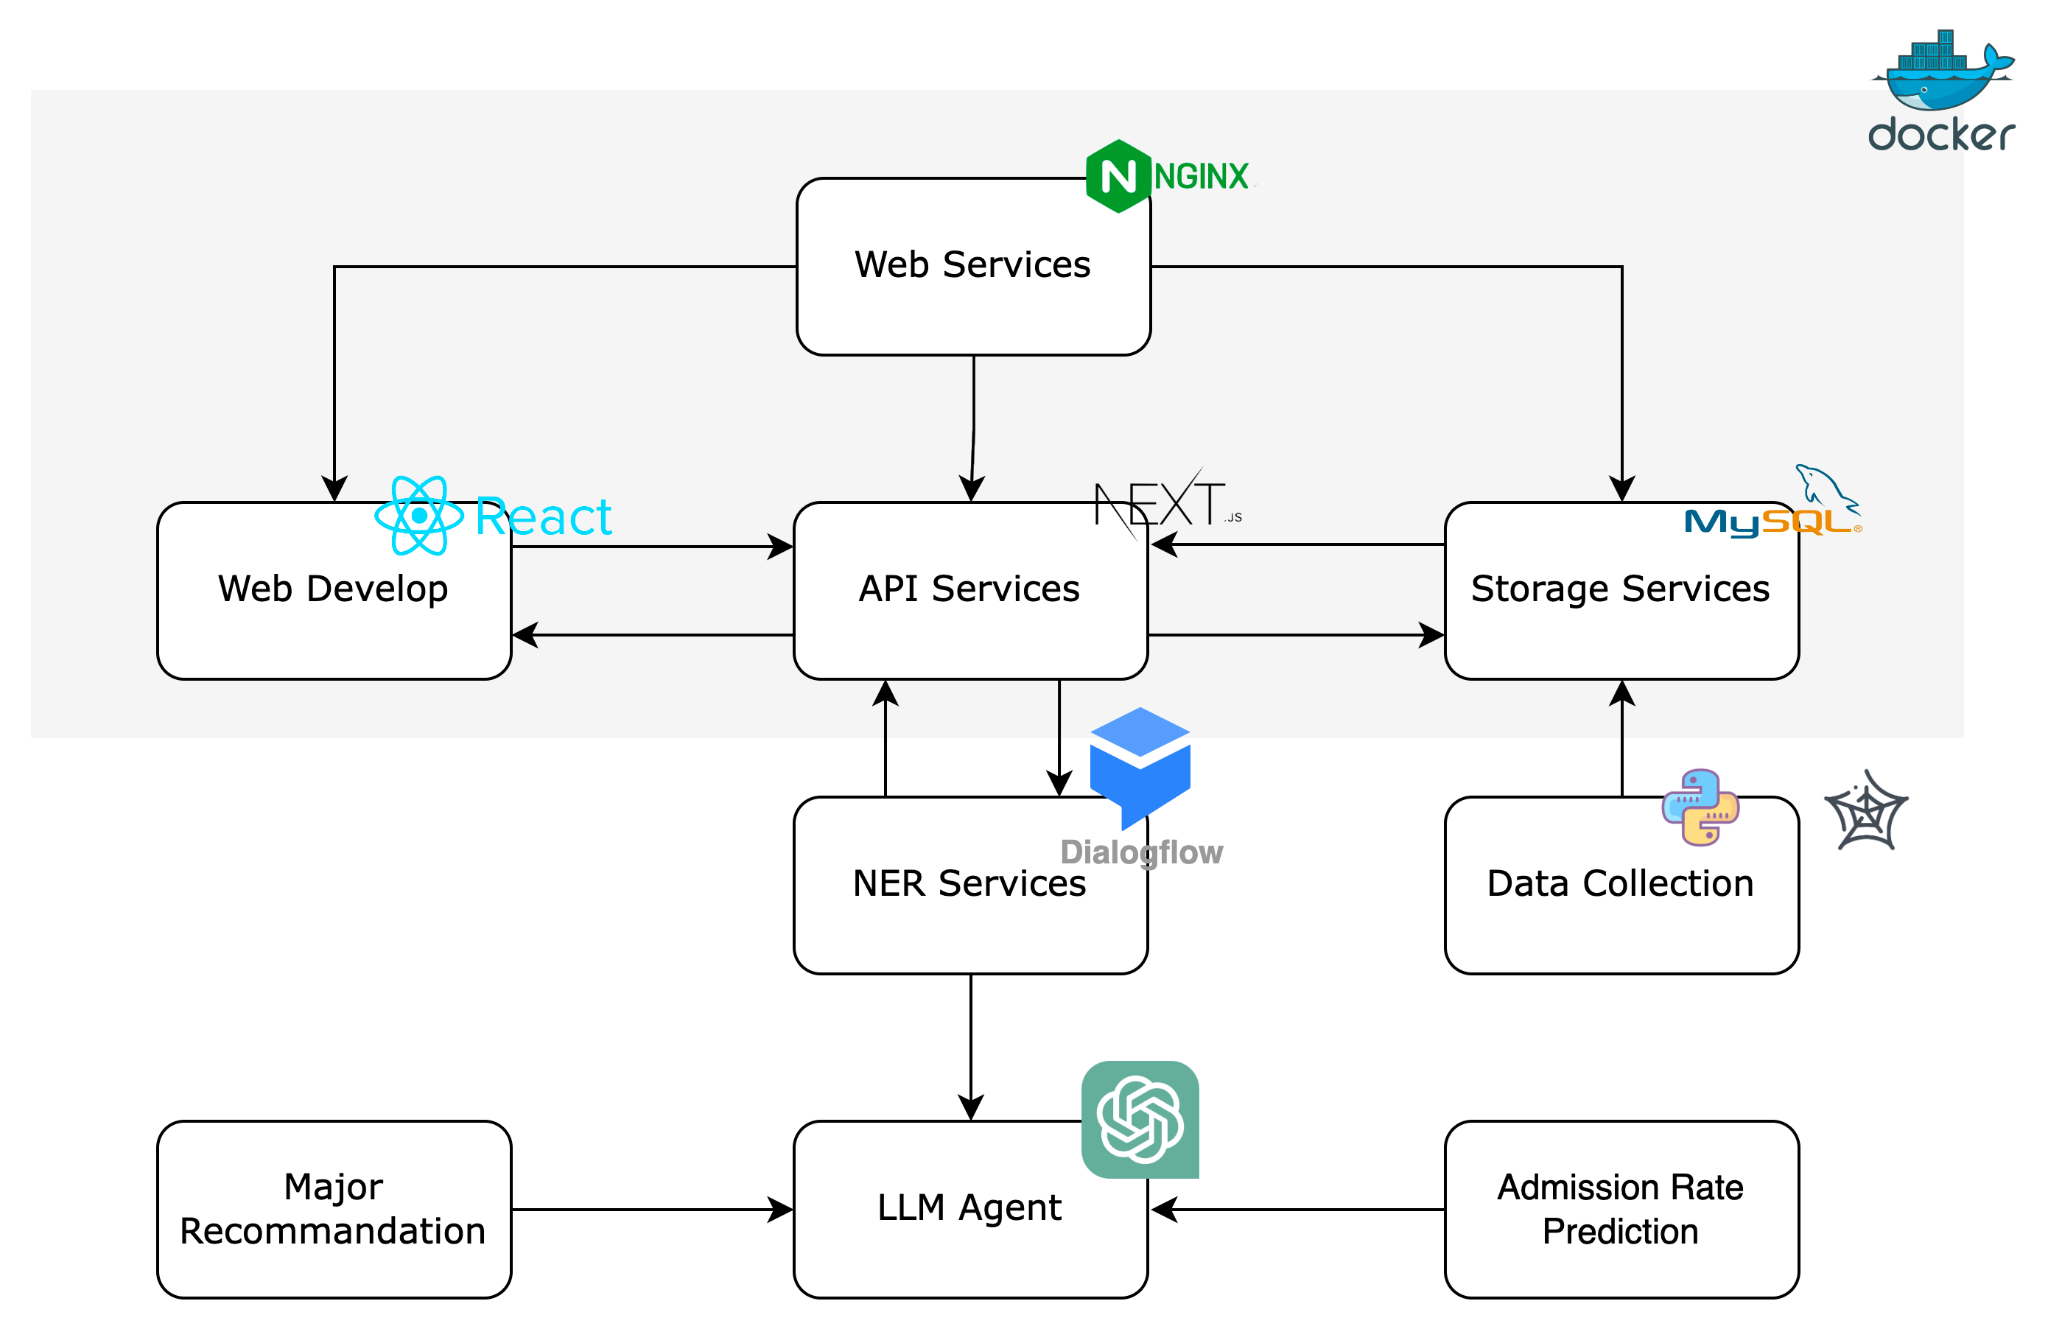 docker
NGINX
Web Services
React
NEXT.JS
MySQL®
Web Develop
API Services
Storage Services
Dialogflow
NER Services
Data Collection
Major
Recommandation
LLM Agent
Admission Rate
Prediction